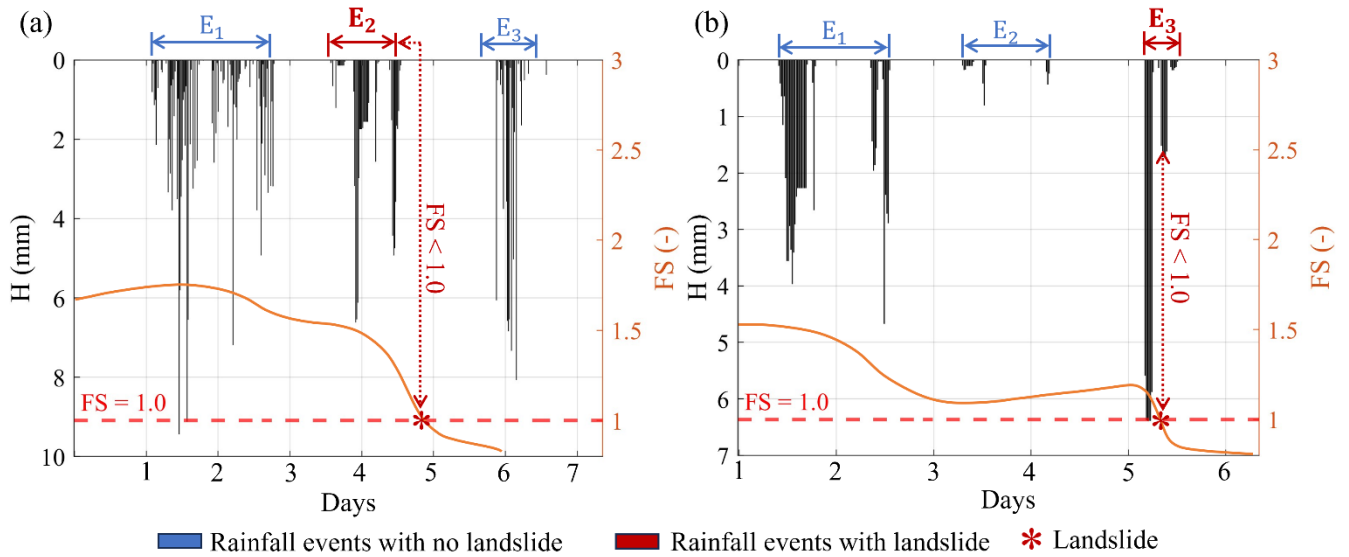 (a)
E₁
E₂
E₃
0
2
4
6
8
10
H (mm)
3
2.5
2
1.5
1
FS (-)
FS < 1.0
FS = 1.0
1
2
3
4
5
6
7
Days
(b)
E₁
E₂
E₃
0
1
2
3
4
5
6
7
H (mm)
3
2.5
2
1.5
1
FS (-)
FS < 1.0
FS = 1.0
1
2
3
4
5
6
Days
Rainfall events with no landslide
Rainfall events with landslide
* Landslide